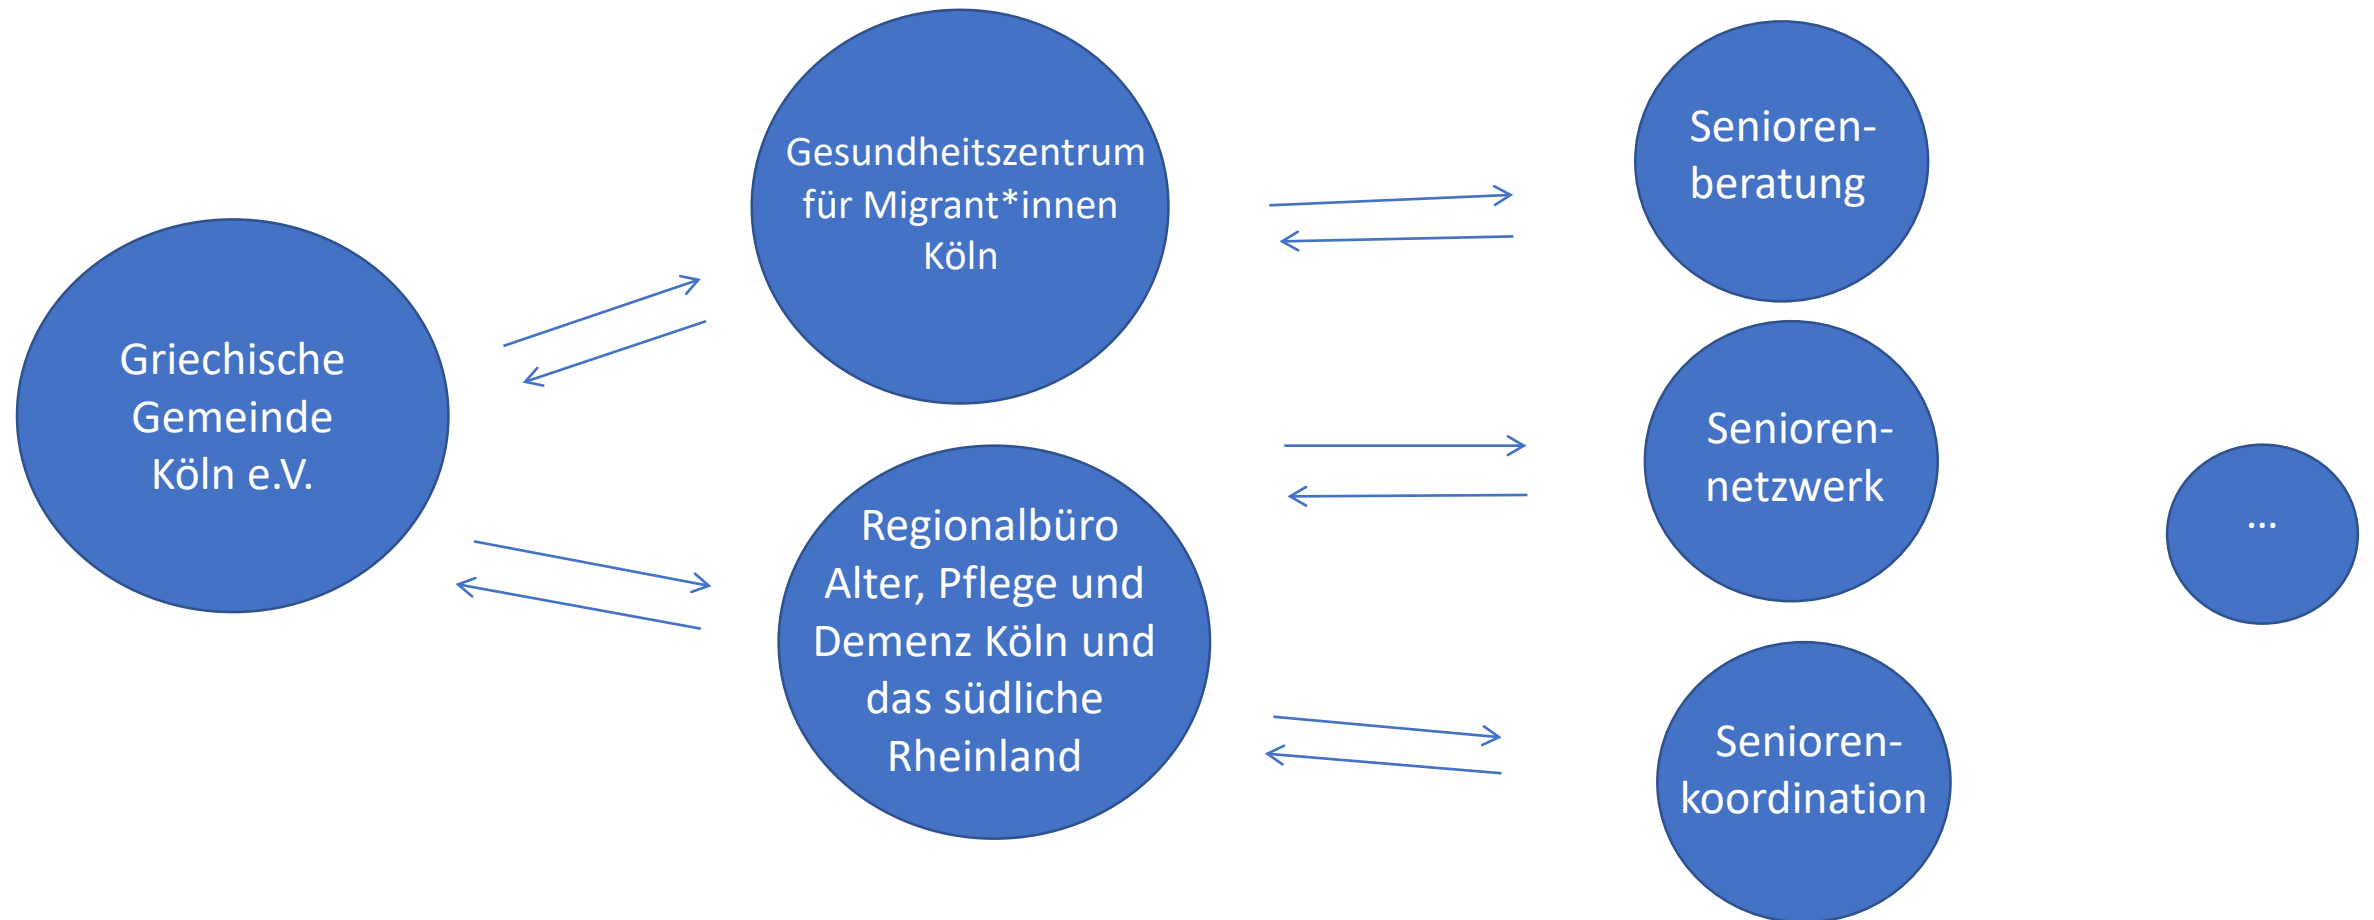 Griechische
Gemeinde
Köln e.V.
Gesundheitszentrum
für Migrant*innen
Köln
Regionalbüro
Alter, Pflege und
Demenz Köln und
das südliche
Rheinland
Senioren-
beratung
Senioren-
netzwerk
Senioren-
koordination
...